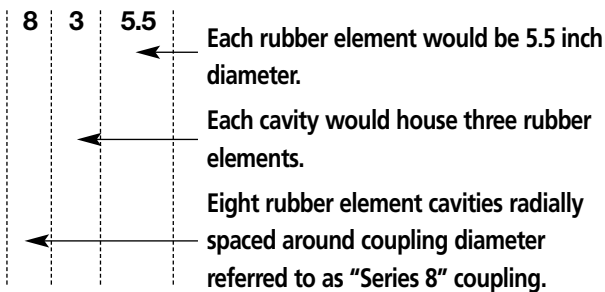 8 3 5.5
Each rubber element would be 5.5 inch
diameter.
Each cavity would house three rubber
elements.
Eight rubber element cavities radially
spaced around coupling diameter
referred to as “Series 8” coupling.